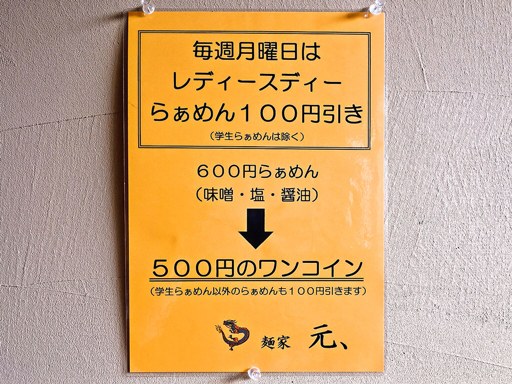 毎週月曜日は
レディースディー
らぁめん１００円引き
（学生らぁめんは除く）
６００円らぁめん
（味噌・塩・醤油）
５００円のワンコイン
（学生らぁめん以外のらぁめんも１００円引きます）
麺家 元、